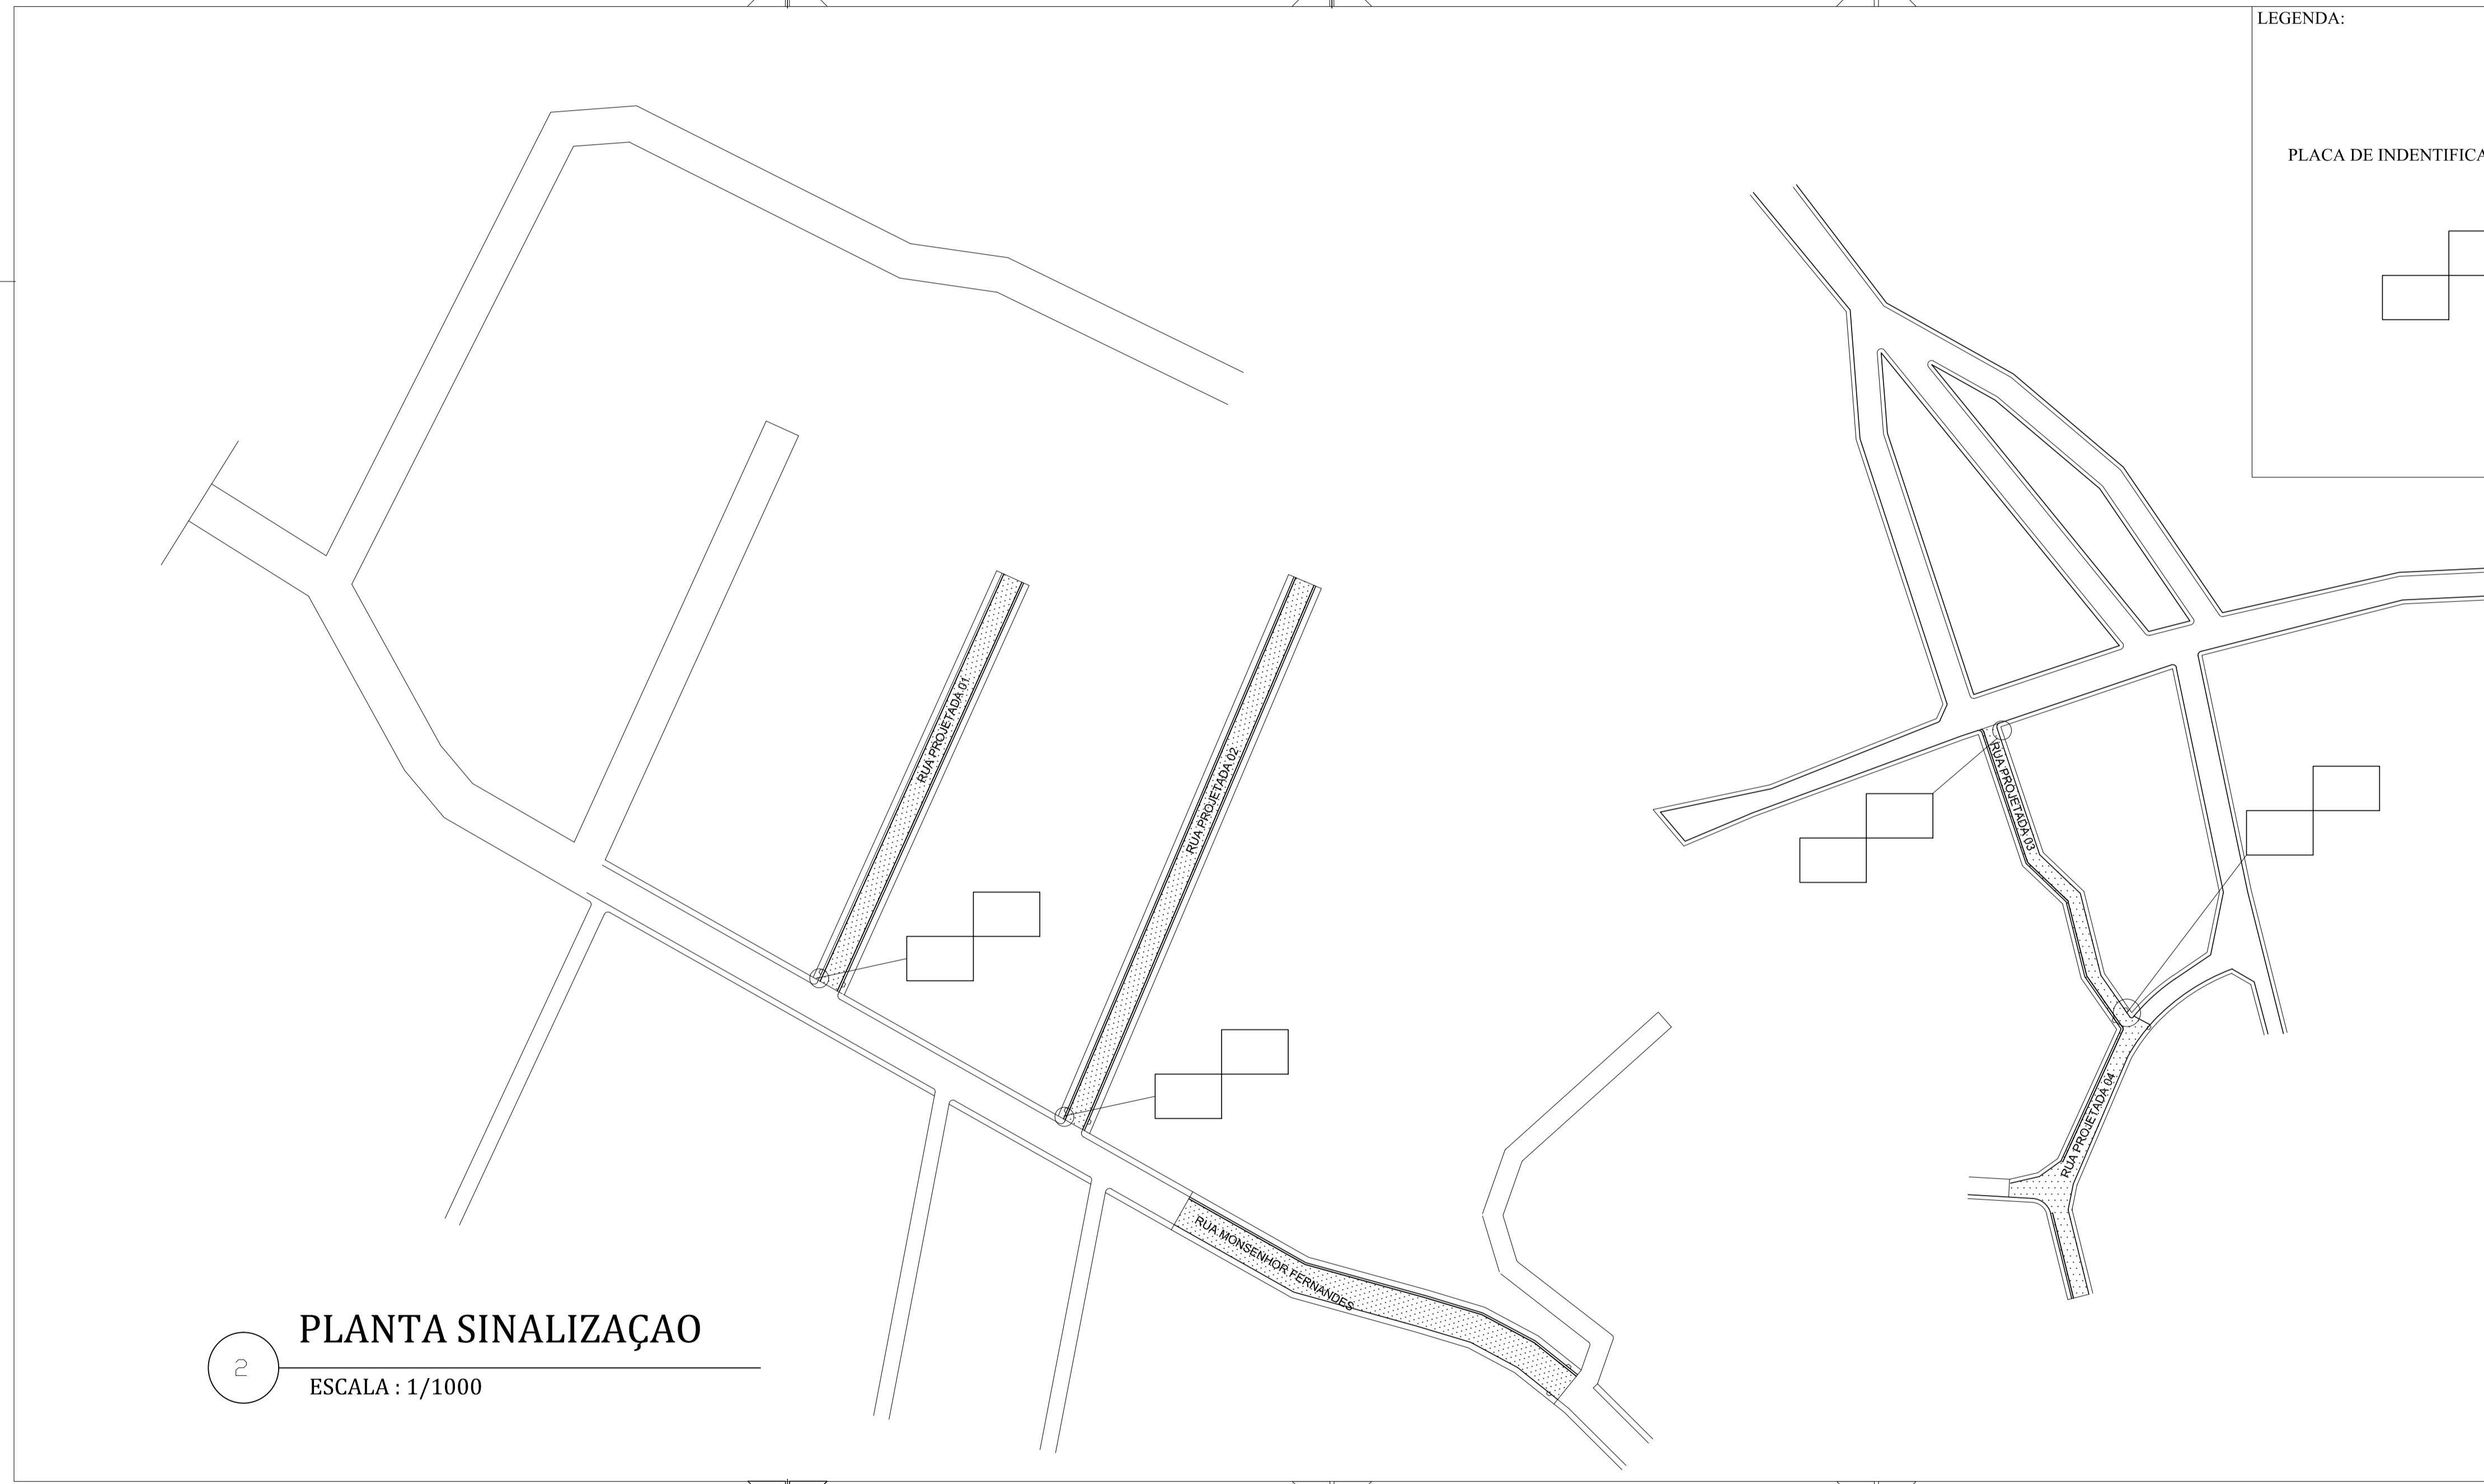 LEGENDA:
PLACA DE INDENTIFICA
RUA PROJETADA 01
RUA PROJETADA 02
RUA PROJETADA 03
RUA PROJETADA 04
RUA MONSENHOR FERNANDES
2
PLANTA SINALIZAÇAO
ESCALA : 1/1000